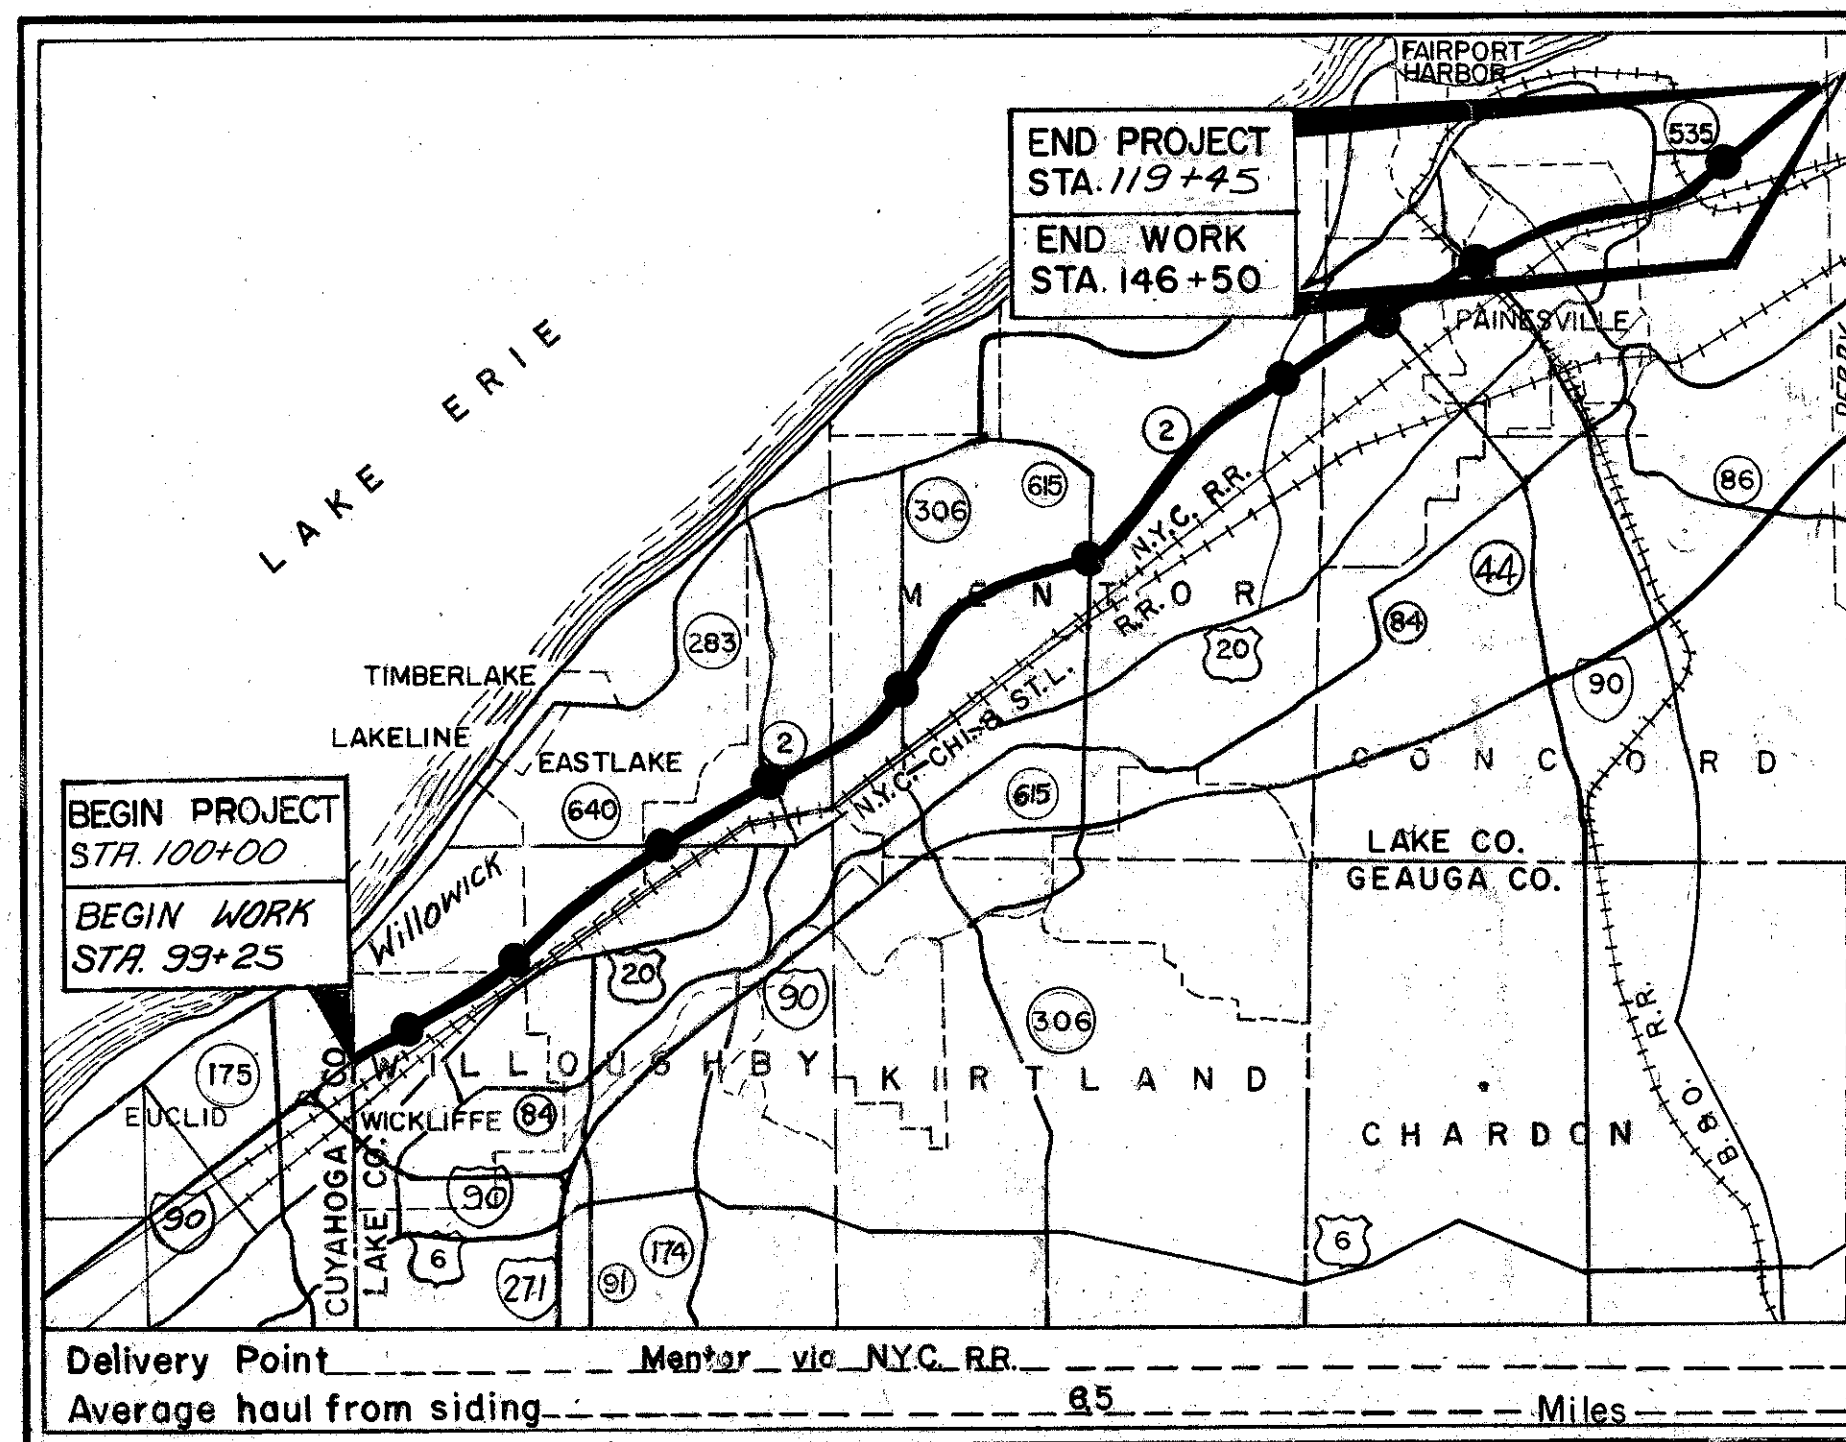 FAIRPORT
HARBOR
END PROJECT
STA. 119+45
END WORK
STA. 146+50
535
PAINESVILLE
PERRY
LAKE ERIE
2
306
615
86
N.Y.C. R.R.
44
MENTOR
283
84
20
TIMBERLAKE
90
LAKELINE
2
EASTLAKE
N.Y.C. CHI. & ST. L. R.R.
CONCORD
640
615
BEGIN PROJECT
STA. 100+00
BEGIN WORK
STA. 99+25
LAKE CO.
GEAUGA CO.
Willowick
20
90
306
B.&O. R.R.
175
WILLOUGHBY
KIRTLAND
EUCLID
WICKLIFFE
84
CHARDON
90
90
CUYAHOGA CO.
LAKE CO.
6
271
91
174
6
Delivery Point Mentor via N.Y.C. R.R.
Average haul from siding 6.5 Miles